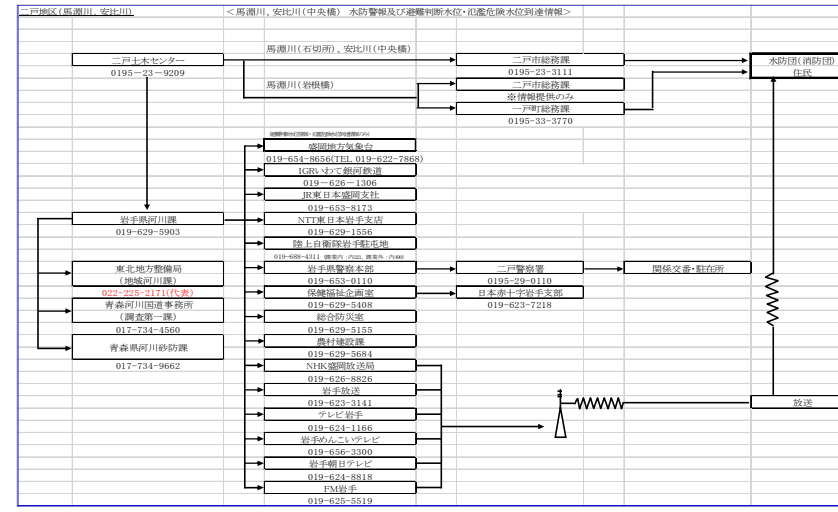 二戸地区(馬淵川、安比川)
＜馬淵川、安比川(中央橋) 水防警報及び避難判断水位・氾濫危険水位到達情報＞
馬淵川(石切所)、安比川(中央橋)
二戸土木センター
0195－23－9209
二戸市総務課
0195-23-3111
水防団(消防団)
住民
馬淵川(岩根橋)
二戸市総務課
※情報提供のみ
一戸町総務課
0195-33-3770
盛岡地方気象台
019-654-8656(TEL 019-622-7868)
IGRいわて銀河鉄道
019－626－1306
JR東日本盛岡支社
019-653-8173
岩手県河川課
019-629-5903
NTT東日本岩手支店
019-629-1556
陸上自衛隊岩手駐屯地
019-688-4311
東北地方整備局
(地域河川課)
022-225-2171(代表)
岩手県警察本部
019-653-0110
二戸警察署
0195-29-0110
関係交番・駐在所
保健福祉企画室
019-629-5408
日本赤十字岩手支部
019-623-7218
青森河川国道事務所
(調査第一課)
017-734-4560
総合防災室
019-629-5155
青森県河川砂防課
017-734-9662
農村建設課
019-629-5684
NHK盛岡放送局
019-626-8826
岩手放送
019-623-3141
放送
テレビ岩手
019-624-1166
岩手めんこいテレビ
019-656-3300
岩手朝日テレビ
019-624-8818
FM岩手
019-625-5519